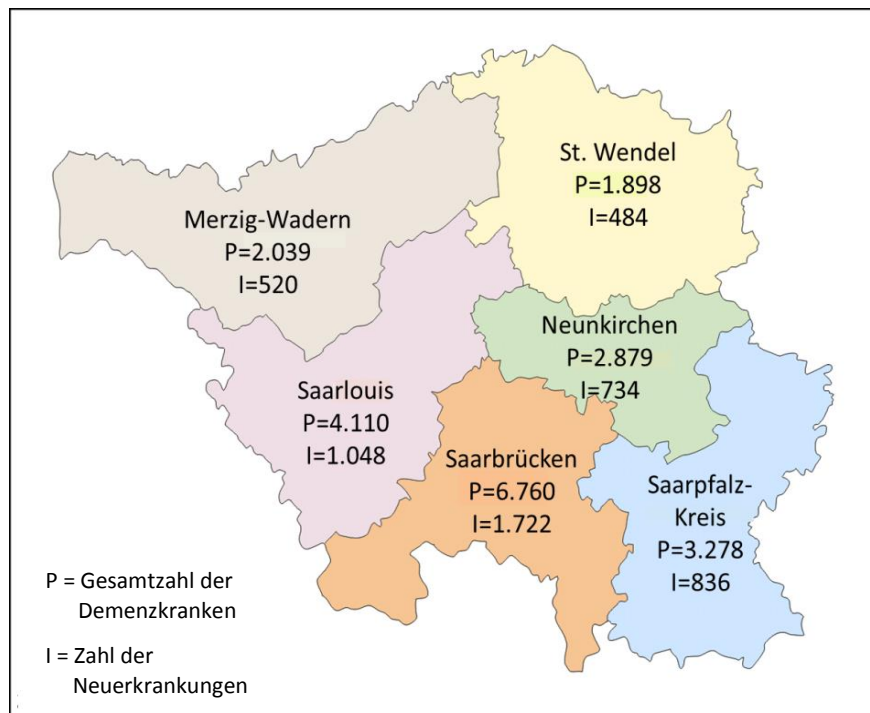 St. Wendel
P=1.898
I=484
Merzig-Wadern
P=2.039
I=520
Neunkirchen
P=2.879
I=734
Saarlouis
P=4.110
I=1.048
Saarbrücken
P=6.760
I=1.722
Saarpfalz-
Kreis
P=3.278
I=836
P = Gesamtzahl der
Demenzkranken
I = Zahl der
Neuerkrankungen